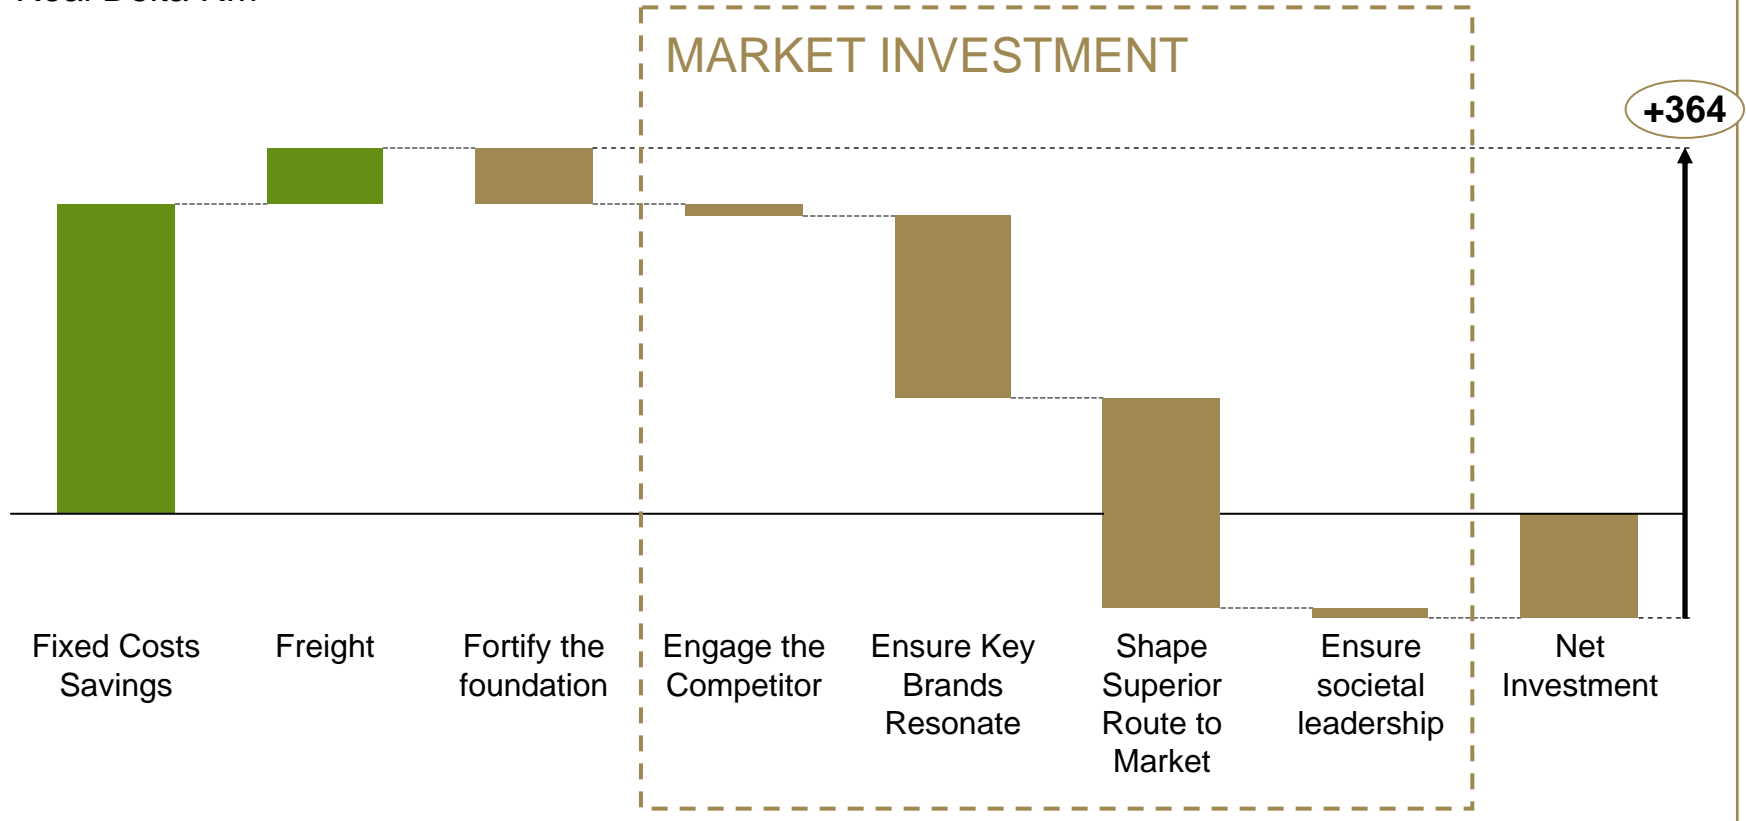 MARKET INVESTMENT
+364
Fixed Costs
Savings
Freight
Fortify the
foundation
Engage the
Competitor
Ensure Key
Brands
Resonate
Shape
Superior
Route to
Market
Ensure
societal
leadership
Net
Investment